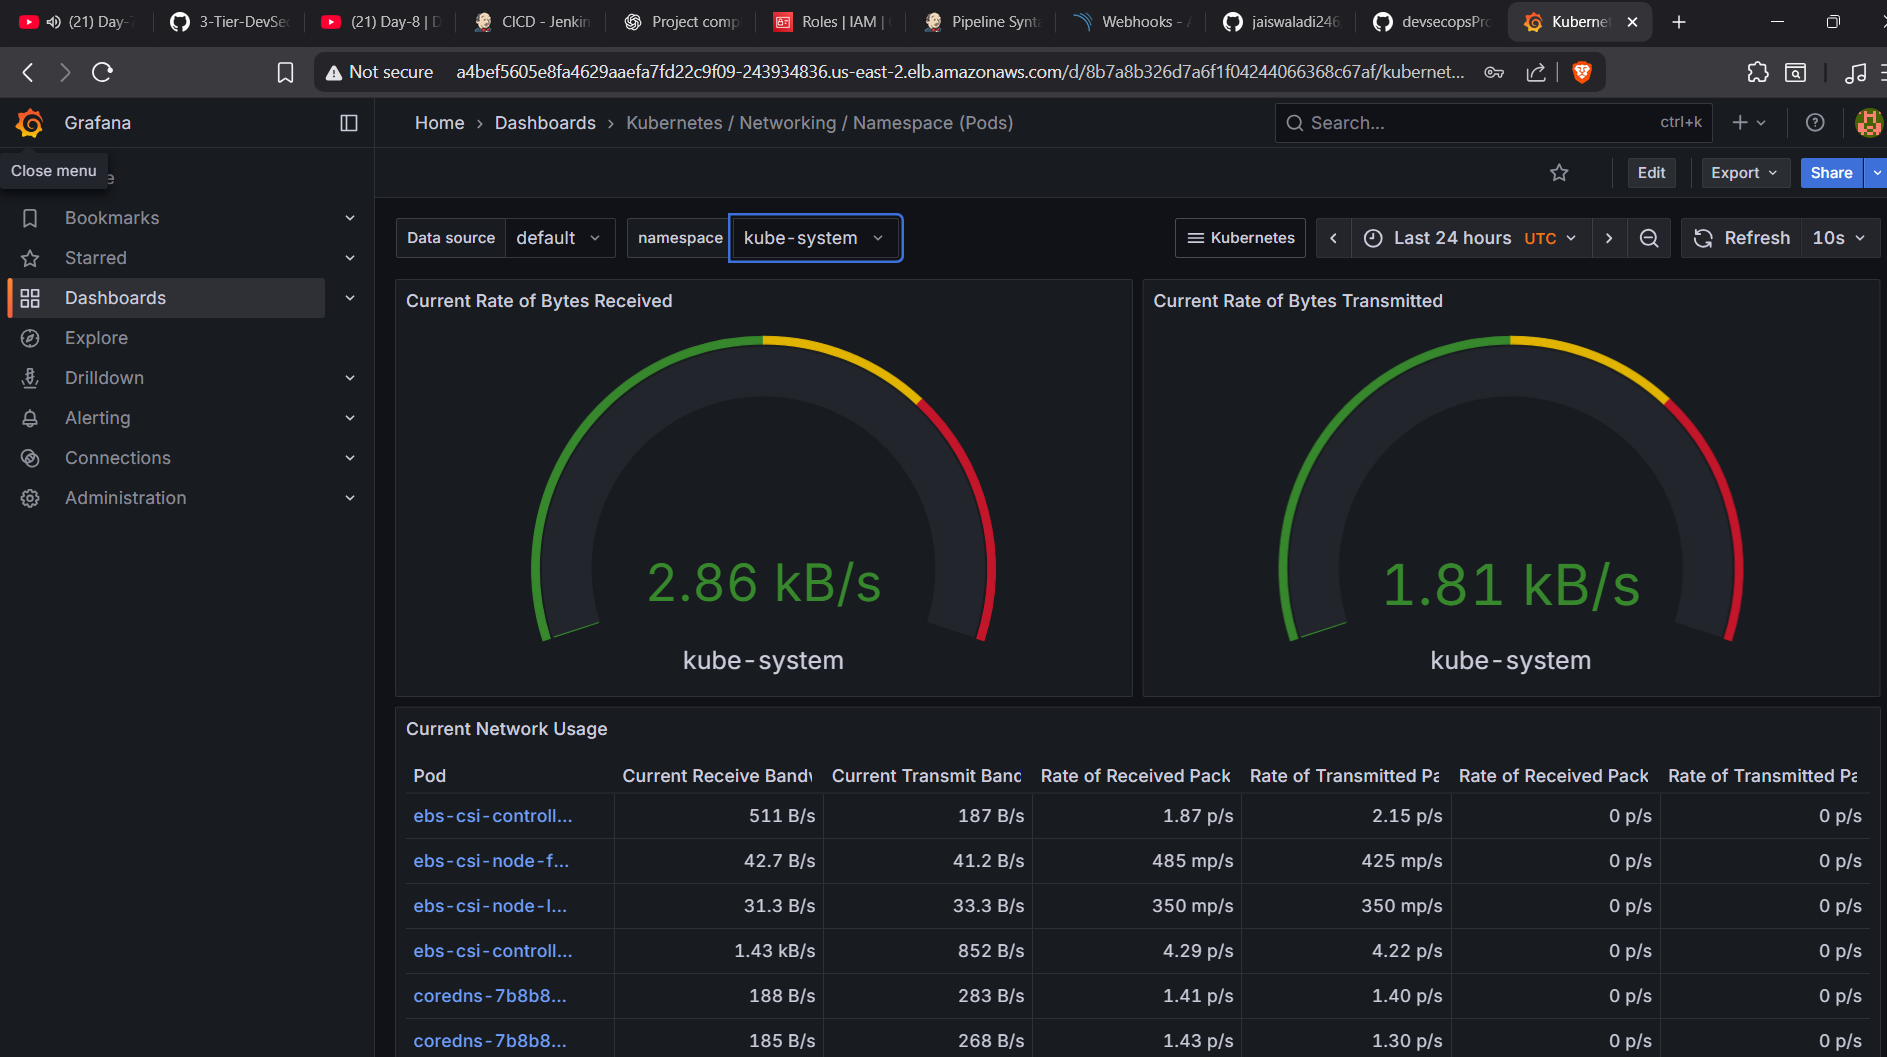 (21) Day-7
3-Tier-DevSec
(21) Day-8 | D
CICD - Jenkin
Project comp
Roles | IAM |
Pipeline Synta
Webhooks -
jaiswaladi246
devsecopsPro
Kubernet
Not secure
a4bef5605e8fa4629aaefa7fd22c9f09-243934836.us-east-2.elb.amazonaws.com/d/8b7a8b326d7a6f1f04244066368c67af/kubernet...
Grafana
Home › Dashboards › Kubernetes / Networking / Namespace (Pods)
Search...
ctrl+k
Close menu
Edit
Export
Share
Bookmarks
Starred
Dashboards
Explore
Drilldown
Alerting
Connections
Administration
Data source default
namespace kube-system
Kubernetes
Last 24 hours UTC
Refresh 10s
Current Rate of Bytes Received
2.86 kB/s
kube-system
Current Rate of Bytes Transmitted
1.81 kB/s
kube-system
Current Network Usage
Pod Current Receive Bandw Current Transmit Band Rate of Received Pack Rate of Transmitted Pa Rate of Received Pack Rate of Transmitted Pa
ebs-csi-controll... 511 B/s 187 B/s 1.87 p/s 2.15 p/s 0 p/s 0 p/s
ebs-csi-node-f... 42.7 B/s 41.2 B/s 485 mp/s 425 mp/s 0 p/s 0 p/s
ebs-csi-node-l... 31.3 B/s 33.3 B/s 350 mp/s 350 mp/s 0 p/s 0 p/s
ebs-csi-controll... 1.43 kB/s 852 B/s 4.29 p/s 4.22 p/s 0 p/s 0 p/s
coredns-7b8b8... 188 B/s 283 B/s 1.41 p/s 1.40 p/s 0 p/s 0 p/s
coredns-7b8b8... 185 B/s 268 B/s 1.43 p/s 1.30 p/s 0 p/s 0 p/s